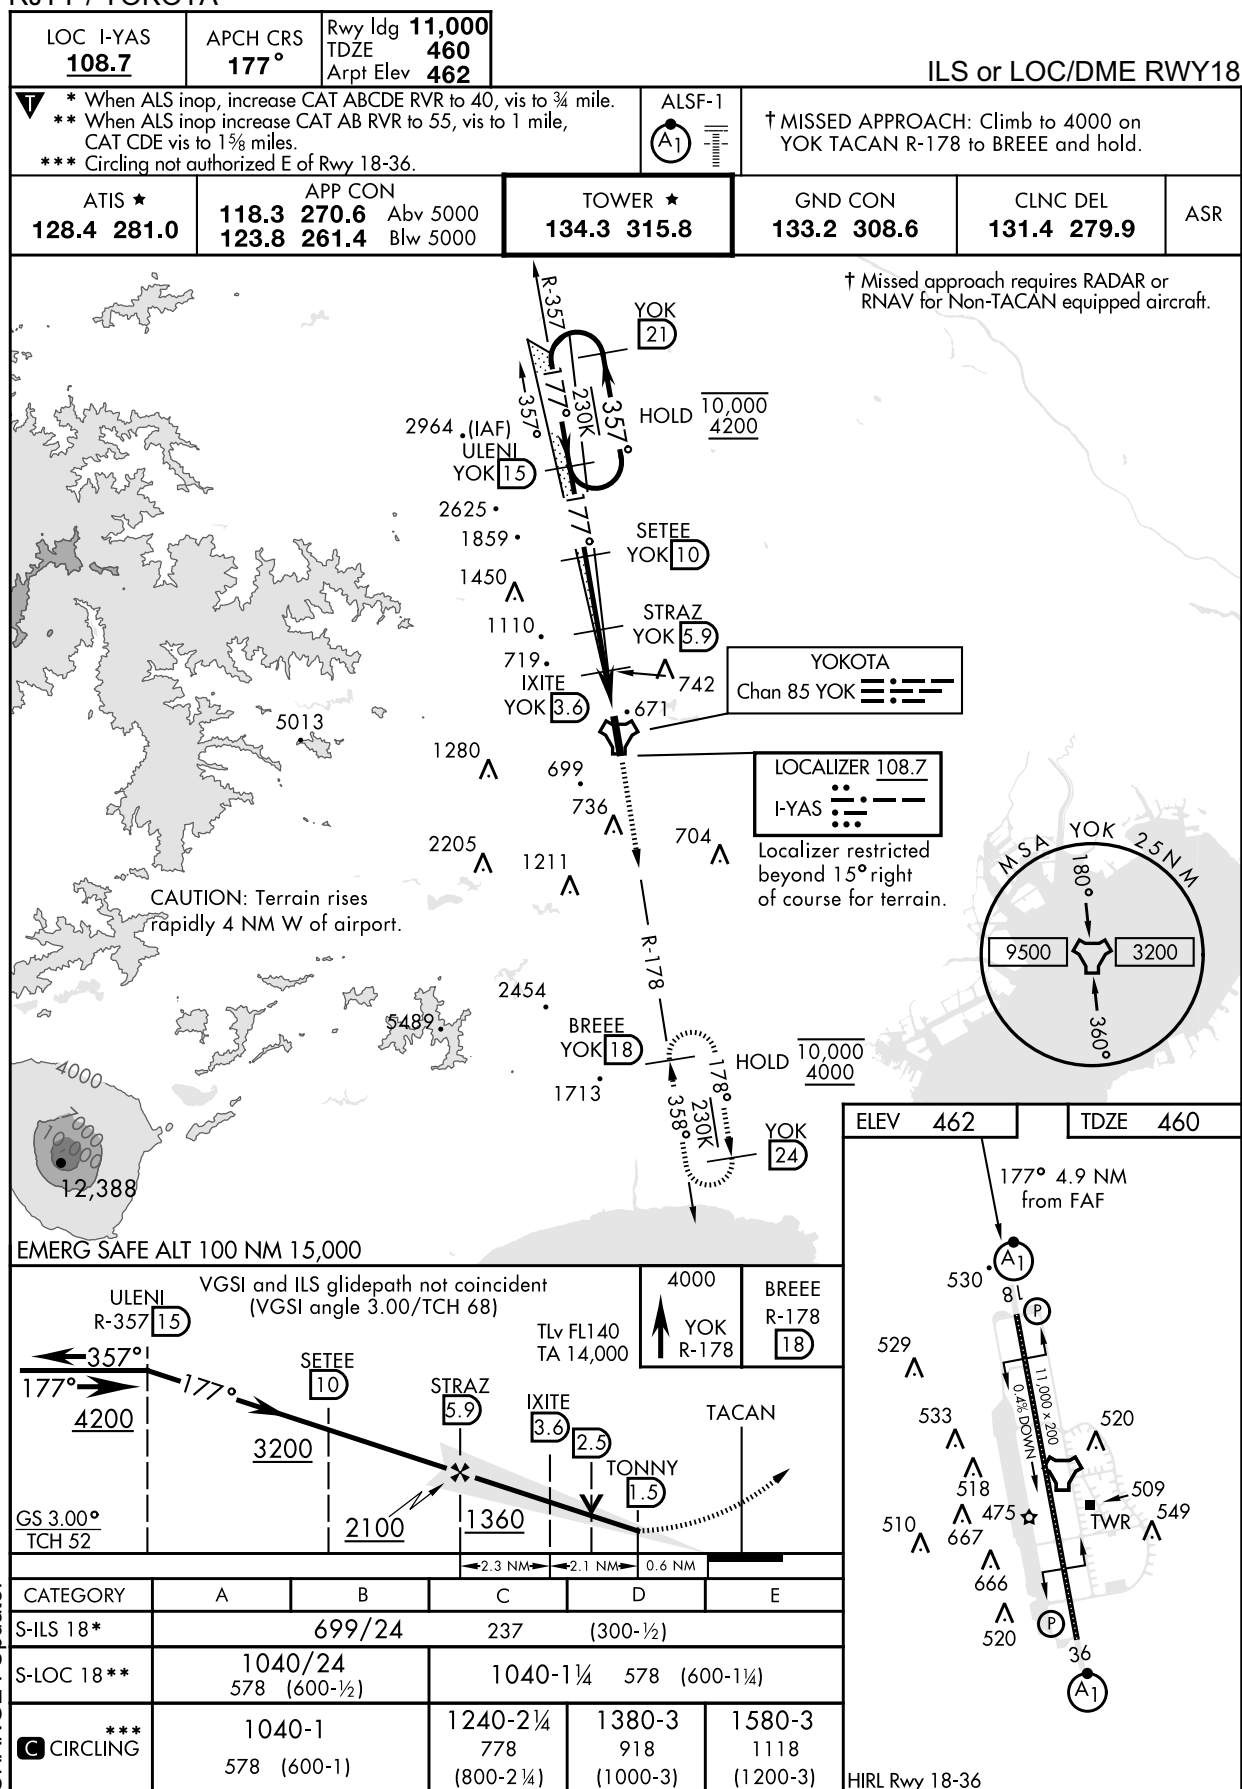 LOC I-YAS
108.7
APCH CRS
177°
Rwy ldg 11,000
TDZE 460
Arpt Elev 462
ILS or LOC/DME RWY18
T
* When ALS inop, increase CAT ABCDE RVR to 40, vis to ¾ mile.
** When ALS inop increase CAT AB RVR to 55, vis to 1 mile,
CAT CDE vis to 1⅝ miles.
*** Circling not authorized E of Rwy 18-36.
ALSF-1
A1
† MISSED APPROACH: Climb to 4000 on
YOK TACAN R-178 to BREEE and hold.
ATIS ★
128.4 281.0
APP CON
118.3 270.6 Abv 5000
123.8 261.4 Blw 5000
TOWER ★
134.3 315.8
GND CON
133.2 308.6
CLNC DEL
131.4 279.9
ASR
† Missed approach requires RADAR or
RNAV for Non-TACAN equipped aircraft.
R-357
YOK
21
177°
230K
357°
357°
HOLD 10,000
4200
2964 (IAF)
ULENI
YOK 15
177°
2625
1859
SETEE
YOK 10
1450
STRAZ
YOK 5.9
1110
719
IXITE
YOK 3.6
742
671
YOKOTA
Chan 85 YOK
5013
1280
699
736
LOCALIZER 108.7
I-YAS
Localizer restricted
beyond 15° right
of course for terrain.
2205
1211
704
CAUTION: Terrain rises
rapidly 4 NM W of airport.
MSA YOK 25NM
180°
9500
3200
360°
R-178
2454
5489
BREEE
YOK 18
HOLD 10,000
4000
1713
178°
230K
358°
YOK
24
4000
7000
10,000
12,388
EMERG SAFE ALT 100 NM 15,000
ELEV 462
TDZE 460
177° 4.9 NM
from FAF
A1
530
18
P
529
11,000 x 200
0.4% DOWN
533
520
518
509
475
TWR
549
510
667
666
520
P
36
A1
HIRL Rwy 18-36
VGSI and ILS glidepath not coincident
(VGSI angle 3.00/TCH 68)
ULENI
R-357 15
TLv FL140
TA 14,000
4000
YOK
R-178
BREEE
R-178
18
357°
177°
177°
4200
SETEE
10
3200
STRAZ
5.9
IXITE
3.6
2.5
TONNY
1.5
TACAN
2100
1360
GS 3.00°
TCH 52
2.3 NM
2.1 NM
0.6 NM
CATEGORY A B C D E
S-ILS 18* 699/24 237 (300-½)
S-LOC 18** 1040/24
578 (600-½)
1040-1¼ 578 (600-1¼)
C CIRCLING ***
1040-1
578 (600-1)
1240-2¼
778
(800-2¼)
1380-3
918
(1000-3)
1580-3
1118
(1200-3)